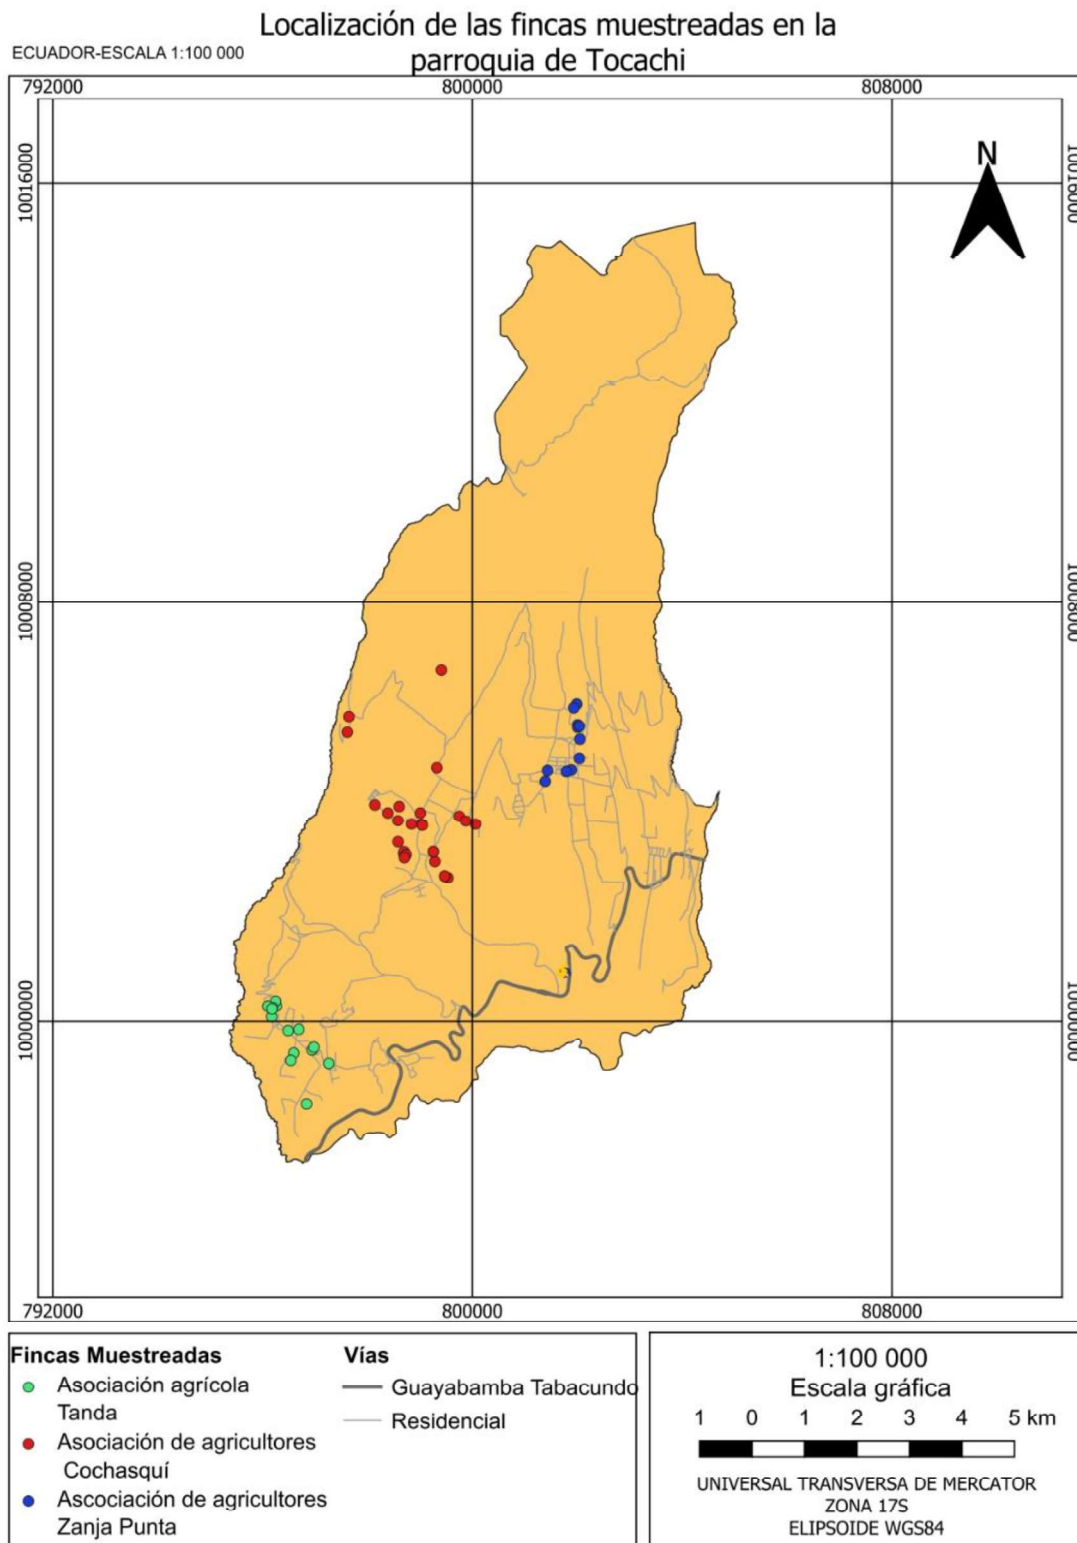 Localización de las fincas muestreadas en la
parroquia de Tocachi
ECUADOR-ESCALA 1:100 000
792000
800000
808000
10016000
10016000
10008000
10008000
10000000
10000000
N
792000
800000
808000
Fincas Muestreadas
Asociación agrícola
Tanda
Asociación de agricultores
Cochasquí
Ascociación de agricultores
Zanja Punta
Vías
Guayabamba Tabacundo
Residencial
1:100 000
Escala gráfica
1 0 1 2 3 4 5 km
UNIVERSAL TRANSVERSA DE MERCATOR
ZONA 17S
ELIPSOIDE WGS84